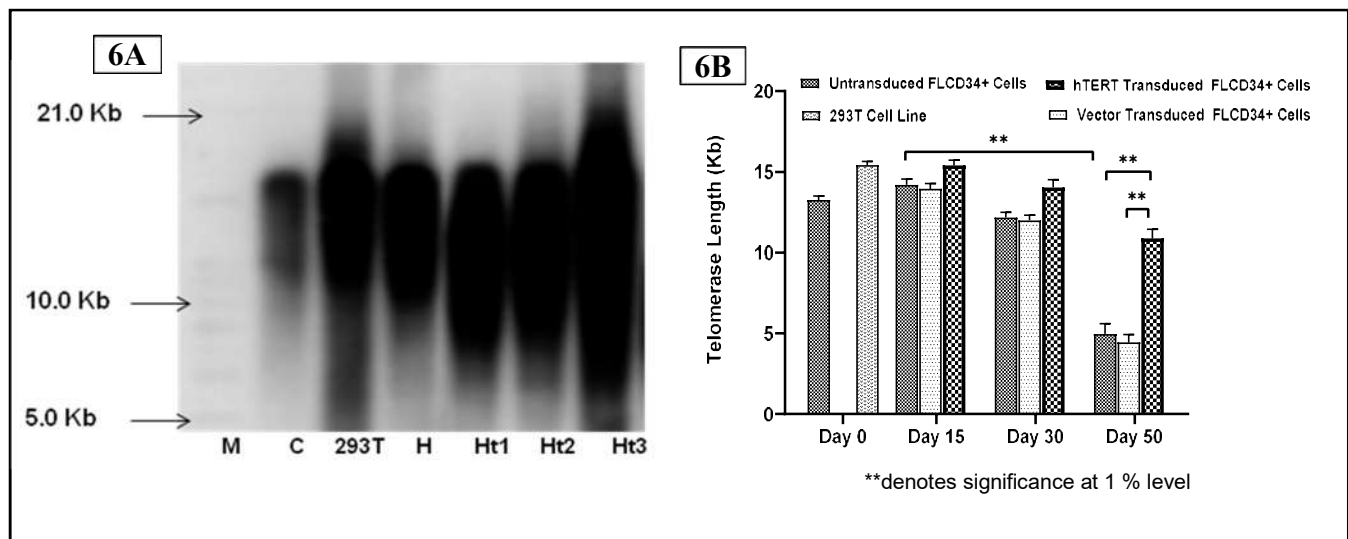 6A
21.0 Kb
10.0 Kb
5.0 Kb
M C 293T H Ht1 Ht2 Ht3
6B
Untransduced FLCD34+ Cells
hTERT Transduced FLCD34+ Cells
293T Cell Line
Vector Transduced FLCD34+ Cells
Telomerase Length (Kb)
20
15
10
5
0
**
**
**
Day 0 Day 15 Day 30 Day 50
**denotes significance at 1 % level